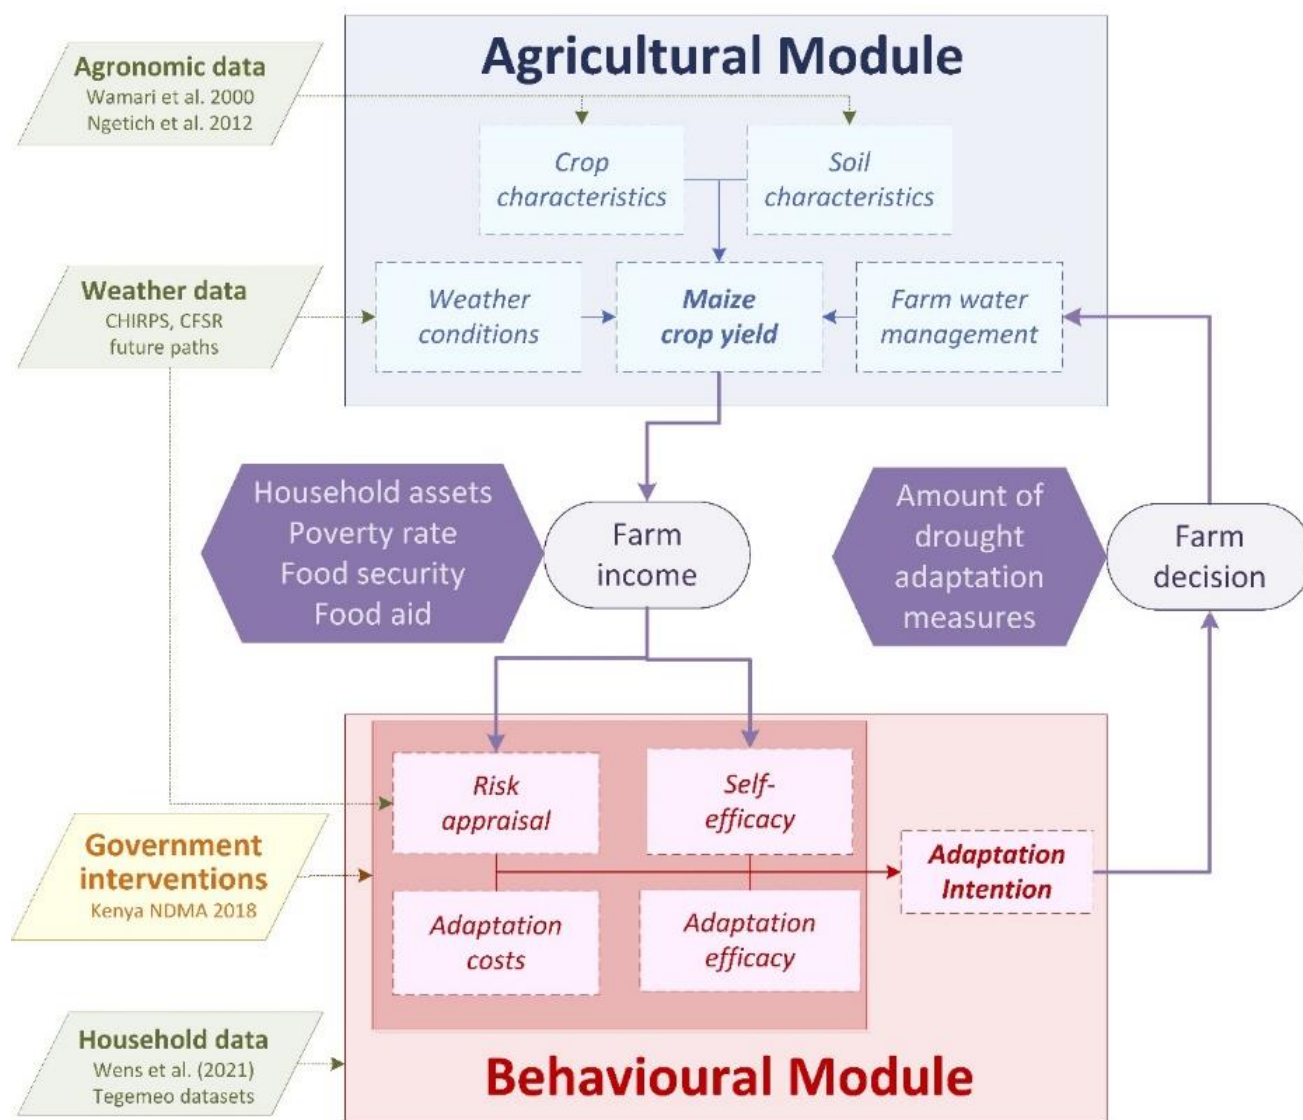 Agricultural Module
Agronomic data
Wamari et al. 2000
Ngetich et al. 2012
Crop
characteristics
Soil
characteristics
Weather data
CHIRPS, CFSR
future paths
Weather
conditions
Maize
crop yield
Farm water
management
Household assets
Poverty rate
Food security
Food aid
Farm
income
Amount of
drought
adaptation
measures
Farm
decision
Risk
appraisal
Self-
efficacy
Government
interventions
Kenya NDMA 2018
Adaptation
Intention
Adaptation
costs
Adaptation
efficacy
Household data
Wens et al. (2021)
Tegemeo datasets
Behavioural Module